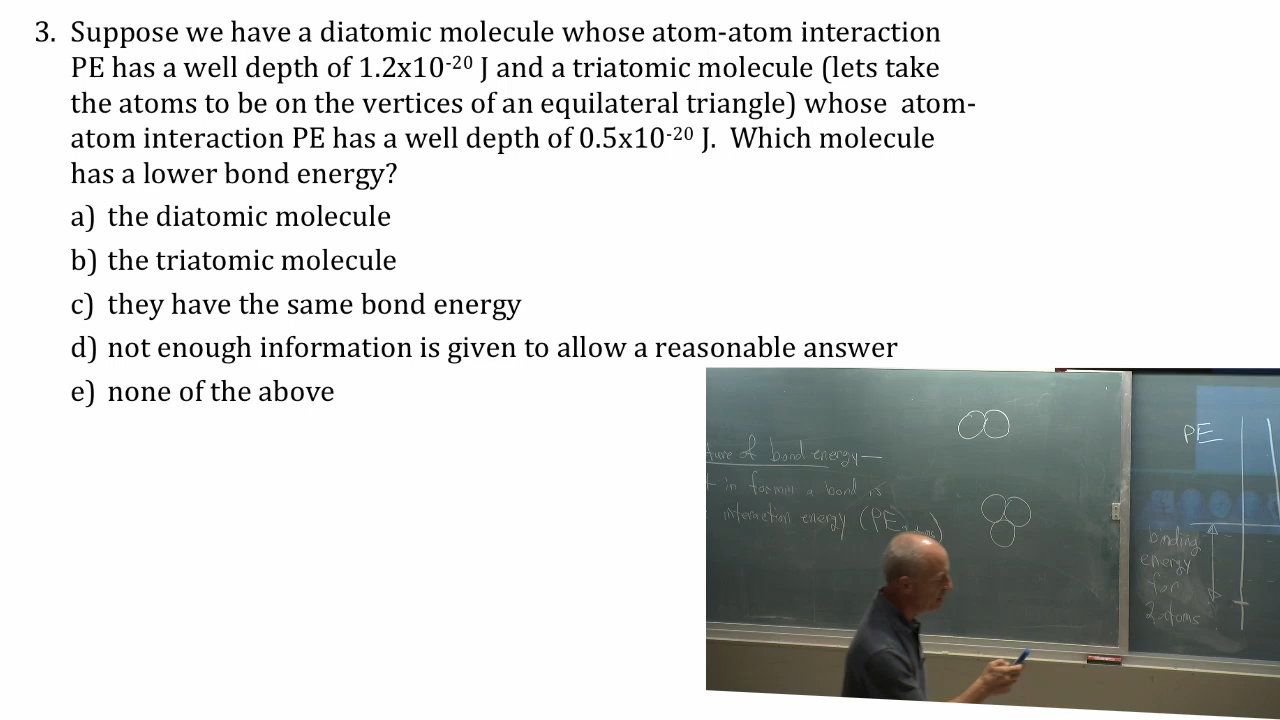 3. Suppose we have a diatomic molecule whose atom-atom interaction
PE has a well depth of 1.2x10⁻²⁰ J and a triatomic molecule (lets take
the atoms to be on the vertices of an equilateral triangle) whose atom-
atom interaction PE has a well depth of 0.5x10⁻²⁰ J. Which molecule
has a lower bond energy?
a) the diatomic molecule
b) the triatomic molecule
c) they have the same bond energy
d) not enough information is given to allow a reasonable answer
e) none of the above
of bond energy—
in a bond is
interaction energy (PE
PE
binding
energy
for
2 atoms